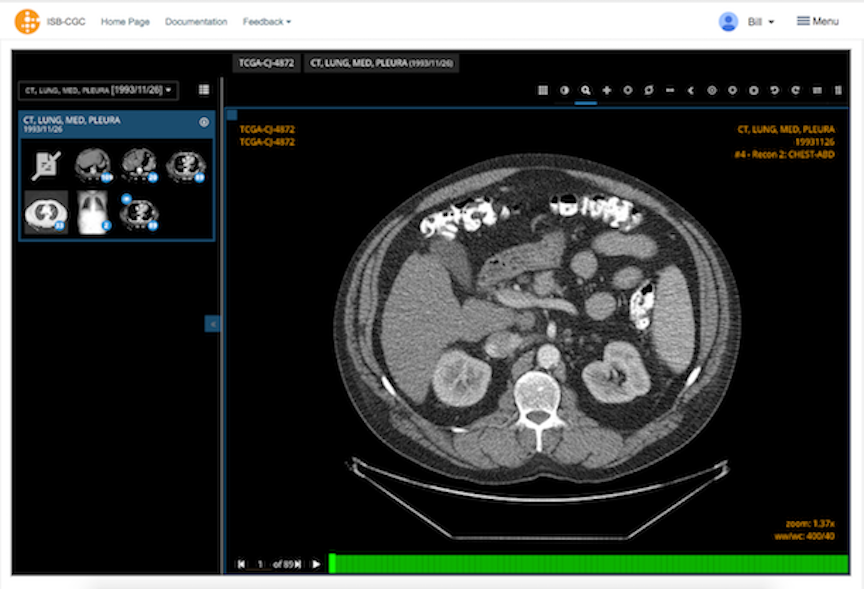 ISB-CGC Home Page Documentation Feedback Bill Menu
TCGA-CJ-4872 CT, LUNG, MED, PLEURA (1993/11/26)
CT, LUNG, MED, PLEURA [1993/11/26]
CT, LUNG, MED, PLEURA
1993/11/26
TCGA-CJ-4872
TCGA-CJ-4872
CT, LUNG, MED, PLEURA
19931126
#4 - Recon 2: CHEST-ABD
zoom: 1.37x
ww/wc: 400/40
1 of 89